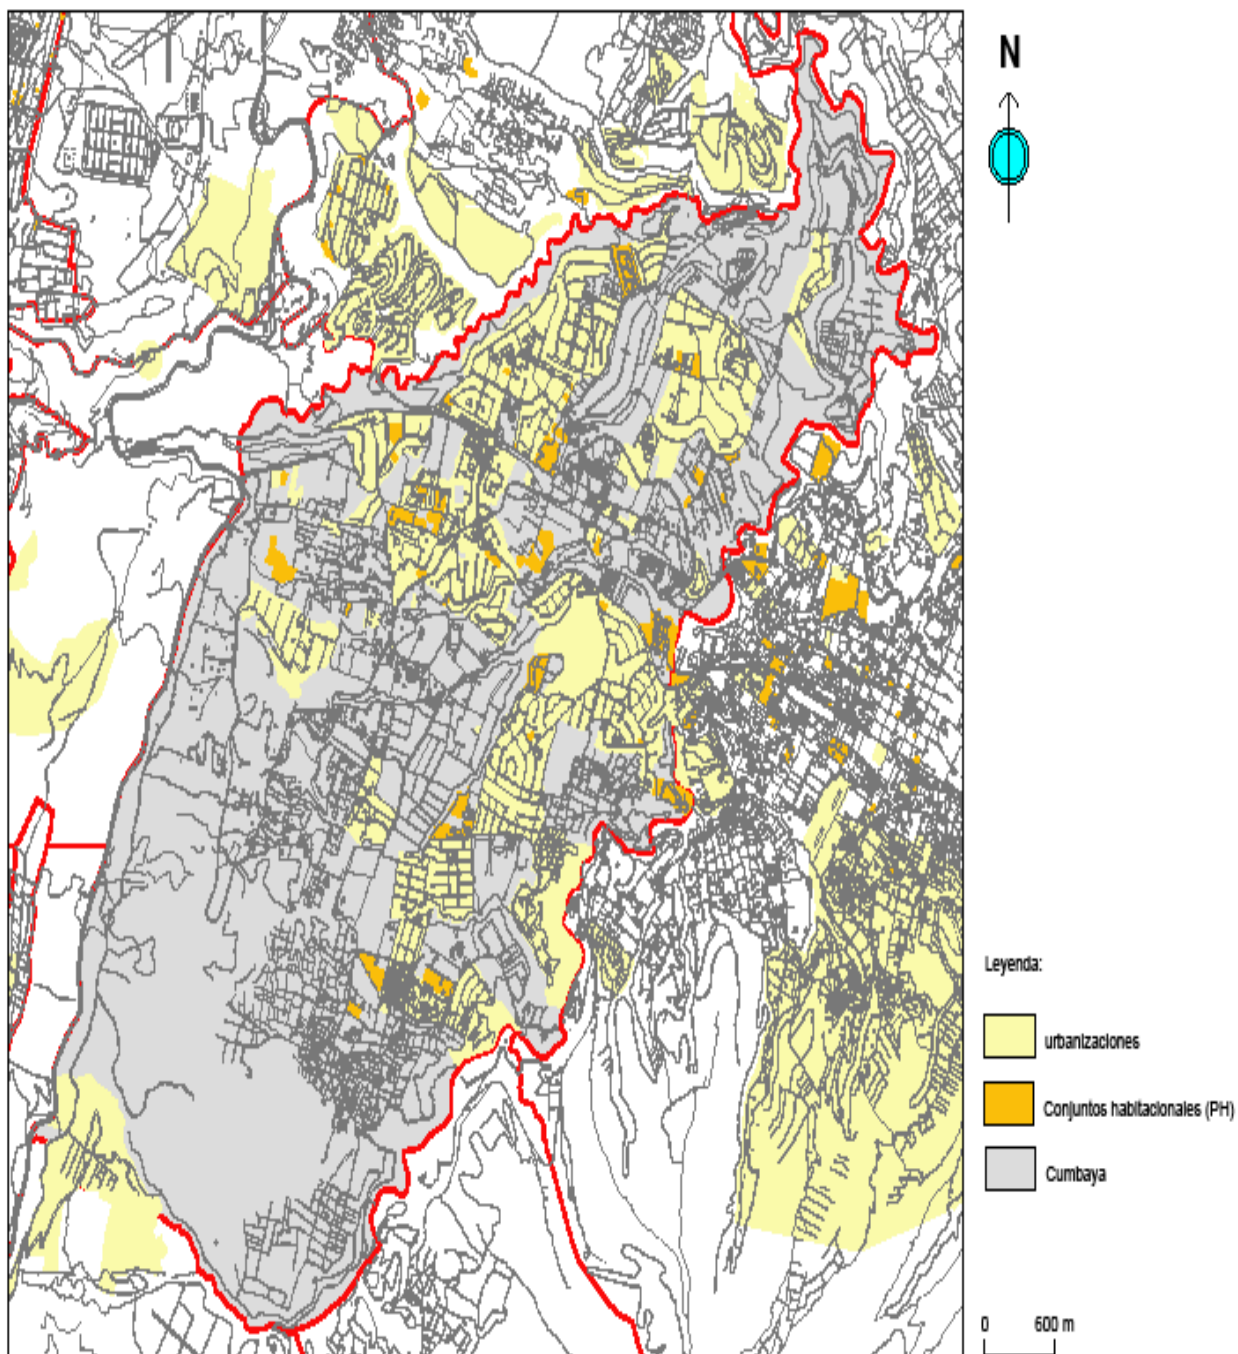 N
Leyenda:
urbanizaciones
Conjuntos habitacionales (PH)
Cumbaya
0 600 m